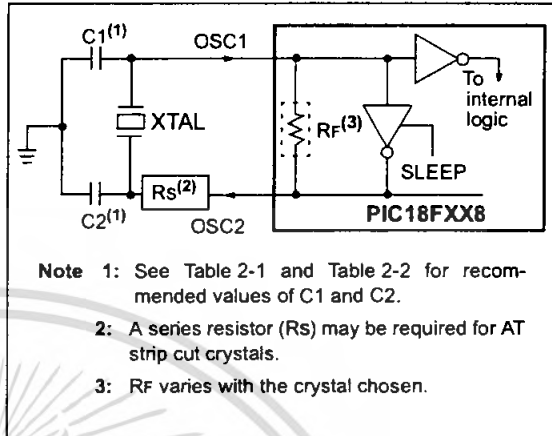 C1(1)
OSC1
To
internal
logic
XTAL
RF(3)
SLEEP
C2(1)
Rs(2)
OSC2
PIC18FXX8
Note 1: See Table 2-1 and Table 2-2 for recom-
mended values of C1 and C2.
2: A series resistor (Rs) may be required for AT
strip cut crystals.
3: RF varies with the crystal chosen.